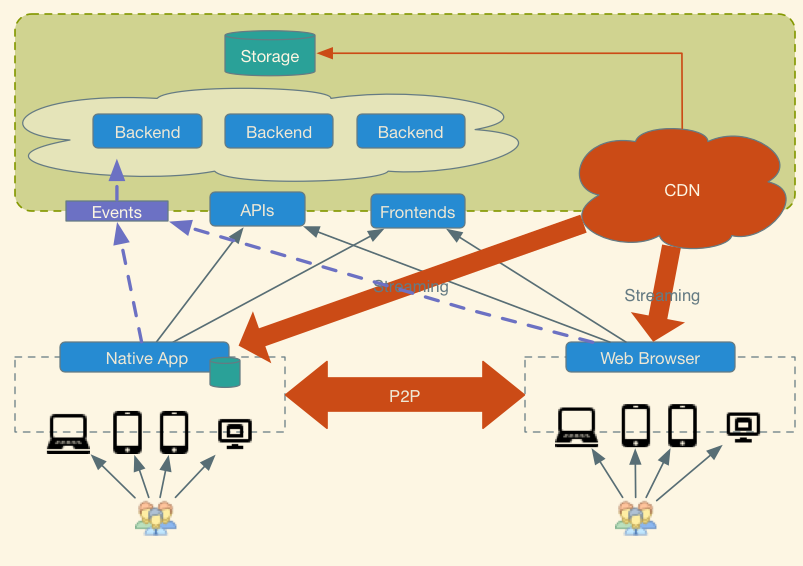 Storage
Backend
Backend
Backend
CDN
Events
APIs
Frontends
Streaming
Streaming
Native App
Web Browser
P2P